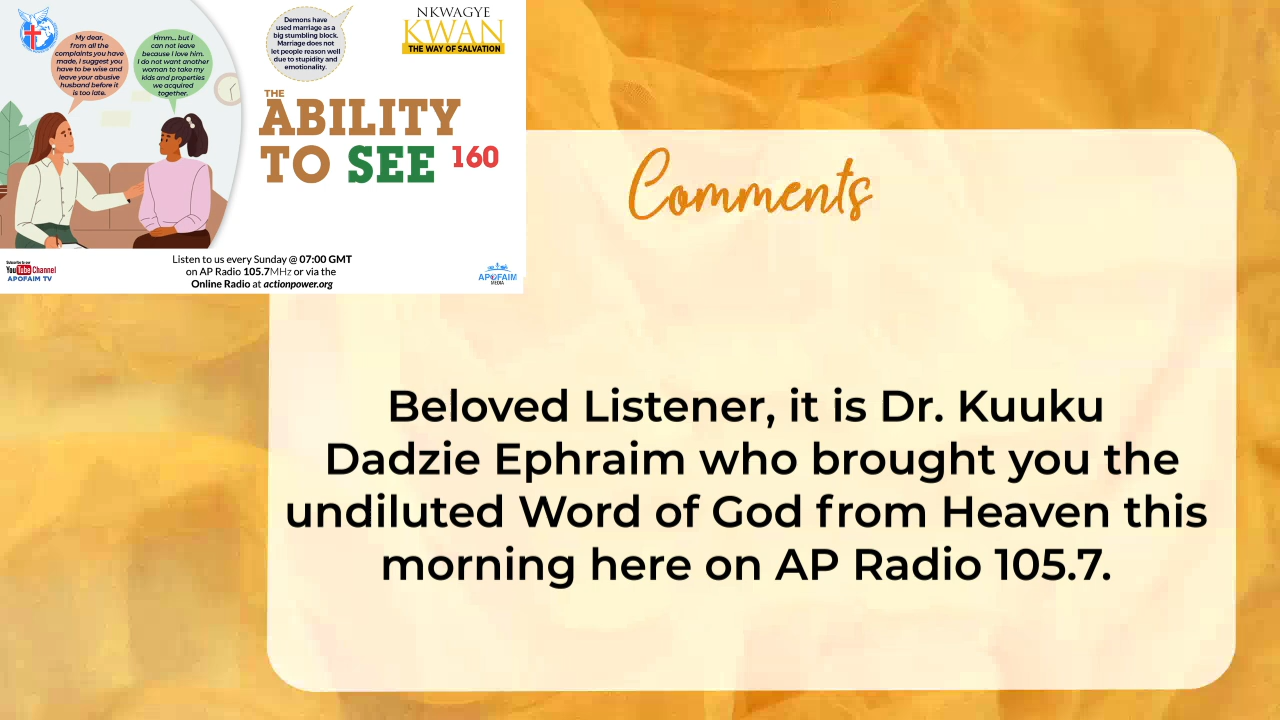 My dear,
from all the
complaints you have
made, I suggest you
have to be wise and
leave your abusive
husband before it
is too late.
Hmm... but I
can not leave
because I love him.
I do not want another
woman to take my
kids and properties
we acquired
together.
Demons have
used marriage as a
big stumbling block.
Marriage does not
let people reason well
due to stupidity and
emotionality.
NKWAGYE
KWAN
THE WAY OF SALVATION
THE
ABILITY
TO SEE 160
Listen to us every Sunday @ 07:00 GMT
on AP Radio 105.7MHz or via the
Online Radio at actionpower.org
YouTube Channel
APOFAIM TV
APOFAIM
MEDIA
Comments
Beloved Listener, it is Dr. Kuuku
Dadzie Ephraim who brought you the
undiluted Word of God from Heaven this
morning here on AP Radio 105.7.